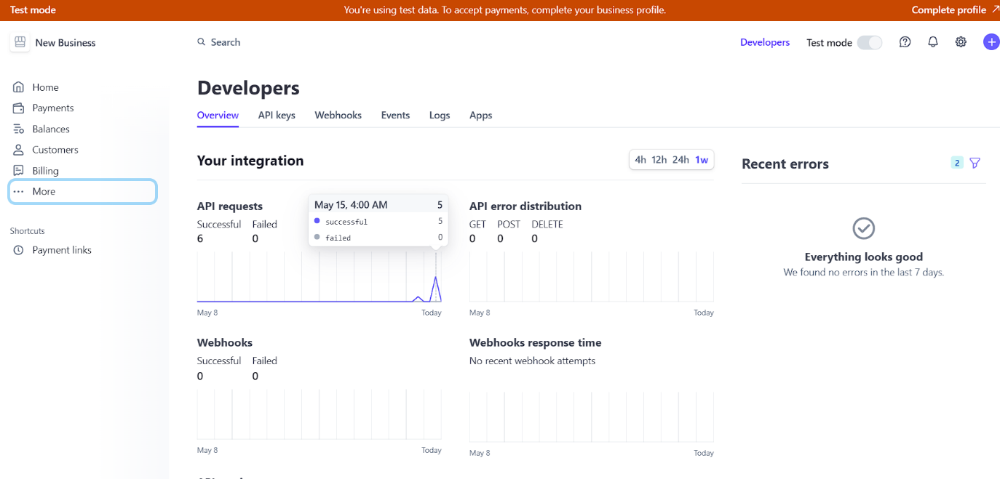 Test mode You're using test data. To accept payments, complete your business profile. Complete profile
New Business
Search
Developers Test mode
Home
Payments
Balances
Customers
Billing
More
Shortcuts
Payment links
Developers
Overview API keys Webhooks Events Logs Apps
Your integration
4h 12h 24h 1w
API requests
Successful Failed
6 0
May 15, 4:00 AM 5
successful 5
failed 0
May 8 Today
API error distribution
GET POST DELETE
0 0 0
May 8 Today
Webhooks
Successful Failed
0 0
May 8 Today
Webhooks response time
No recent webhook attempts
May 8 Today
Recent errors 2
Everything looks good
We found no errors in the last 7 days.